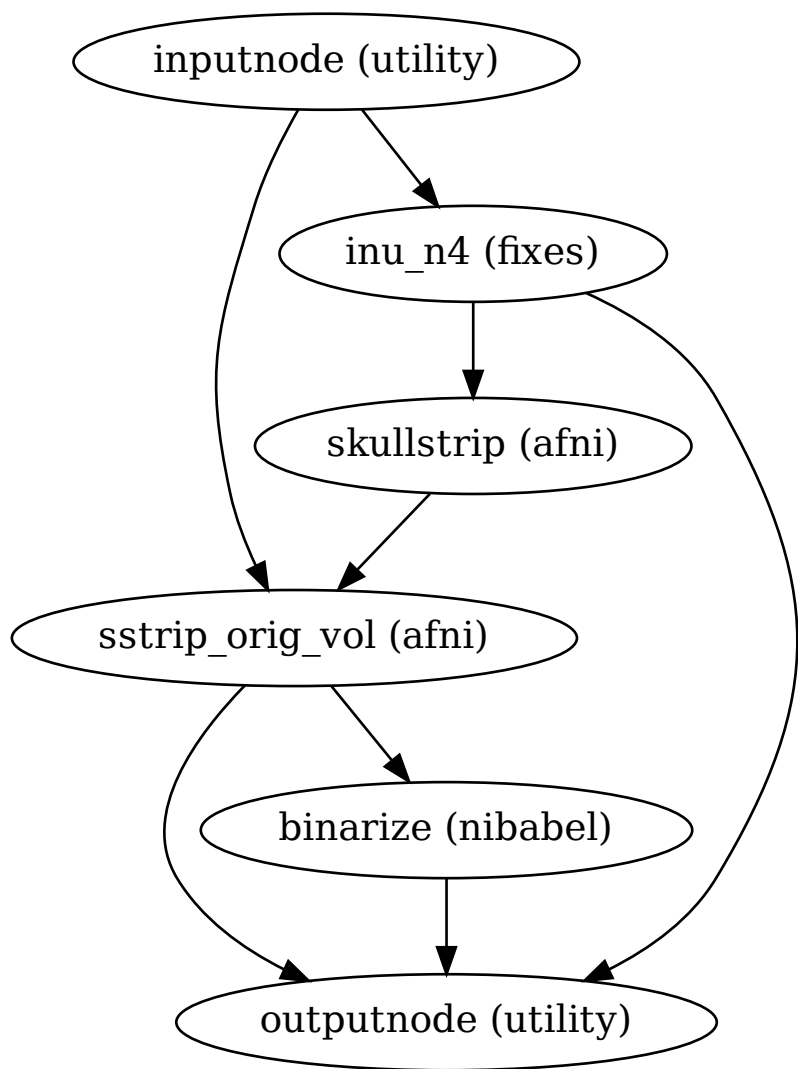 inputnode (utility)
inu_n4 (fixes)
skullstrip (afni)
sstrip_orig_vol (afni)
binarize (nibabel)
outputnode (utility)